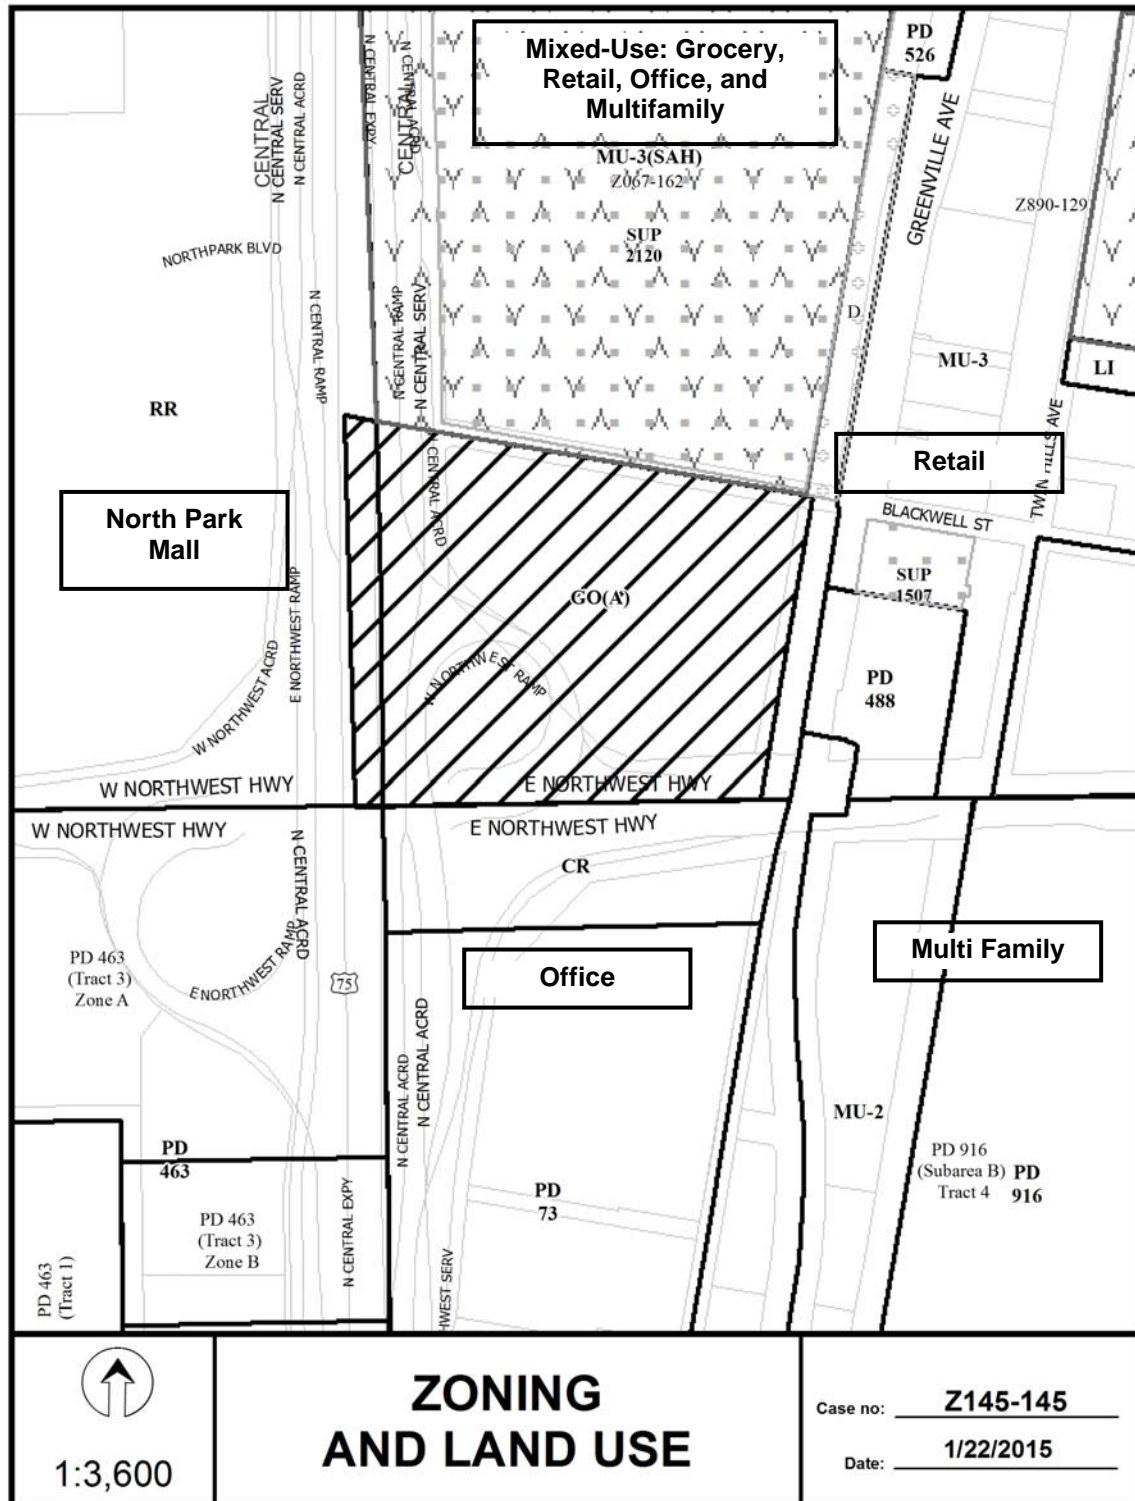 Mixed-Use: Grocery,
Retail, Office, and
Multifamily
PD
526
N CENTRAL EXPY
N CENTRAL ACRD
CENTRAL
CENTRAL
N CENTRAL SERV
N CENTRAL ACRD
MU-3(SAH)
Z067-162
SUP
2120
GREENVILLE AVE
Z890-129
NORTHPARK BLVD
N CENTRAL RAMP
N CENTRAL RAMP
N CENTRAL SERV
D
MU-3
LI
RR
TWIN HILLS AVE
Retail
N CENTRAL ACRD
North Park
Mall
BLACKWELL ST
SUP
1507
GO(A)
E NORTHWEST RAMP
W NORTHWEST ACRD
W N NORTHWEST RAMP
PD
488
W NORTHWEST HWY
E NORTHWEST HWY
W NORTHWEST HWY
E NORTHWEST HWY
N CENTRAL ACRD
CR
PD 463
(Tract 3)
Zone A
E NORTHWEST RAMP
75
Office
Multi Family
N CENTRAL ACRD
N CENTRAL ACRD
MU-2
PD
463
PD 916
(Subarea B)
Tract 4
PD
916
PD
73
PD 463
(Tract 3)
Zone B
N CENTRAL EXPY
PD 463
(Tract 1)
HWEST SERV
1:3,600
ZONING
AND LAND USE
Case no: Z145-145
Date: 1/22/2015